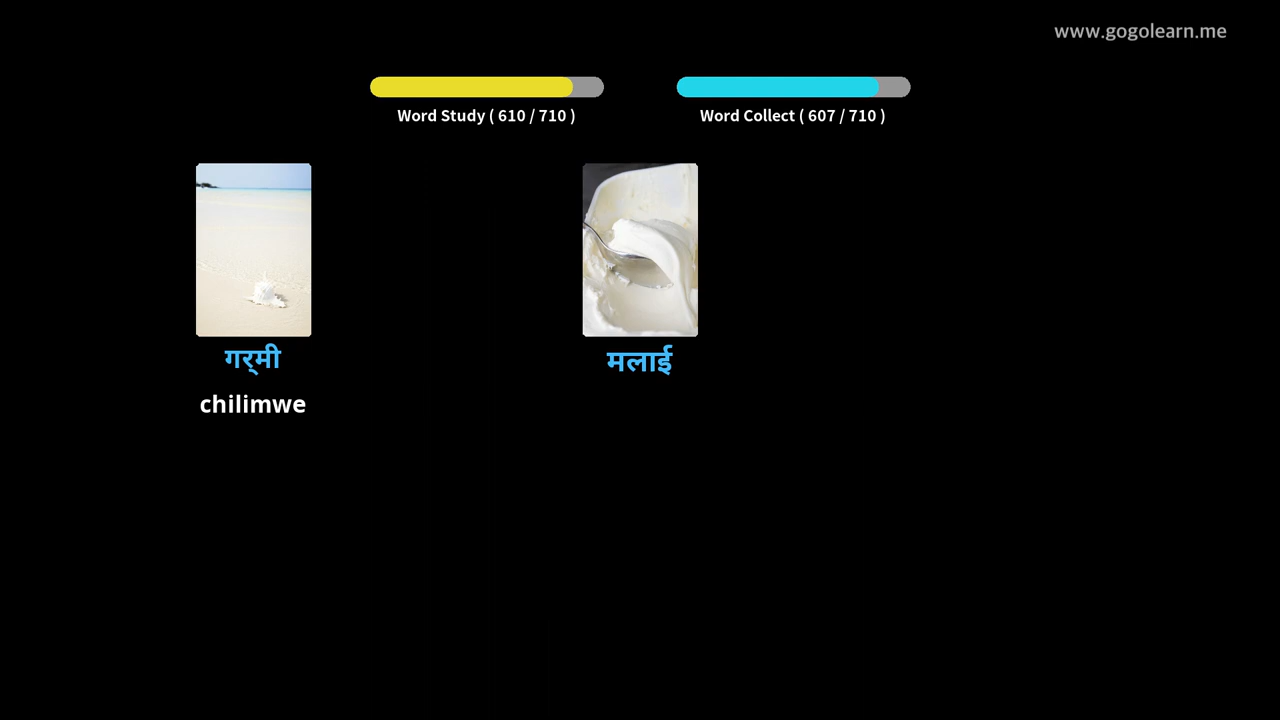 www.gogolearn.me
Word Study ( 610 / 710 )
Word Collect ( 607 / 710 )
गर्‌मी
मलाई
chilimwe